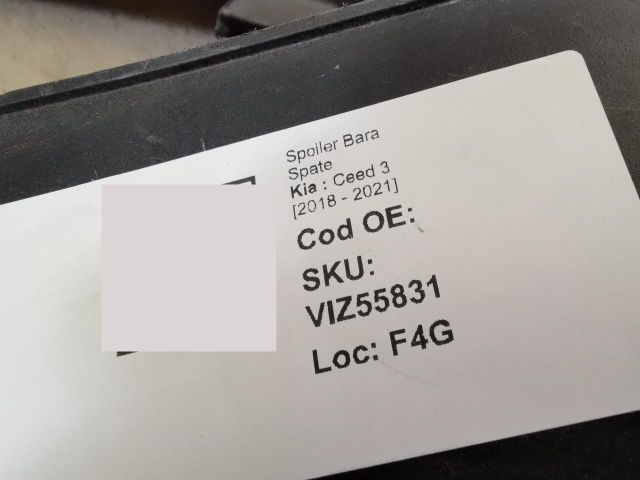 Spoiler Bara
Spate
Kia : Ceed 3
[2018 - 2021]
Cod OE:
SKU:
VIZ55831
Loc: F4G